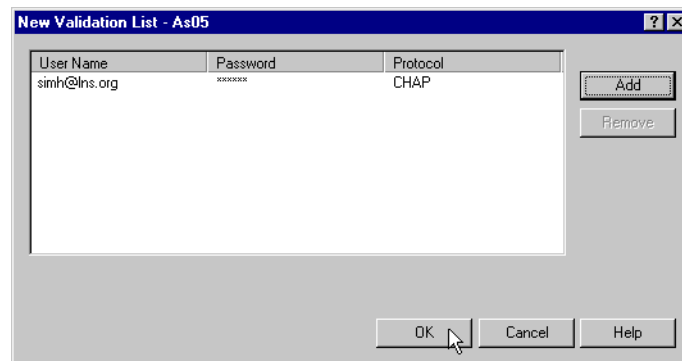 New Validation List - As05
User Name Password Protocol
simh@lns.org ****** CHAP
Add
Remove
OK Cancel Help